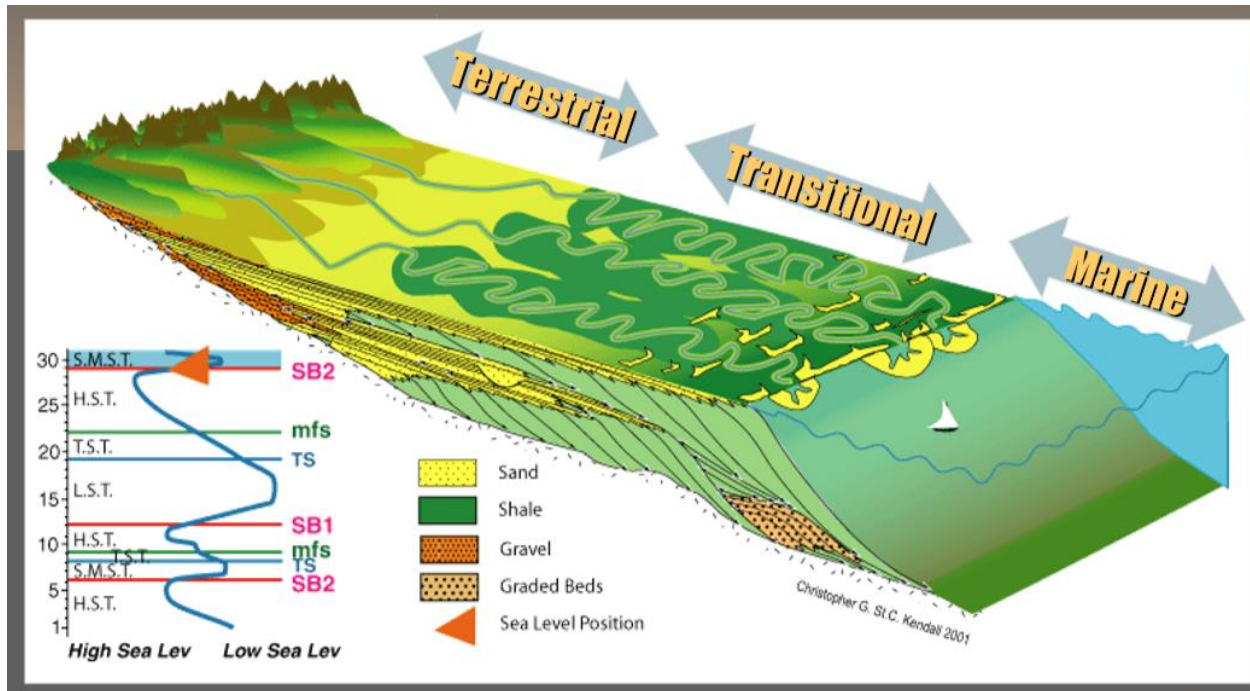 Terrestrial
Transitional
Marine
30
25
20
15
10
5
1
S.M.S.T.
SB2
H.S.T.
mfs
T.S.T.
TS
L.S.T.
SB1
H.S.T.
mfs
T.S.T.
TS
S.M.S.T.
SB2
H.S.T.
High Sea Lev Low Sea Lev
Sand
Shale
Gravel
Graded Beds
Sea Level Position
Christopher G. St.C. Kendall 2001